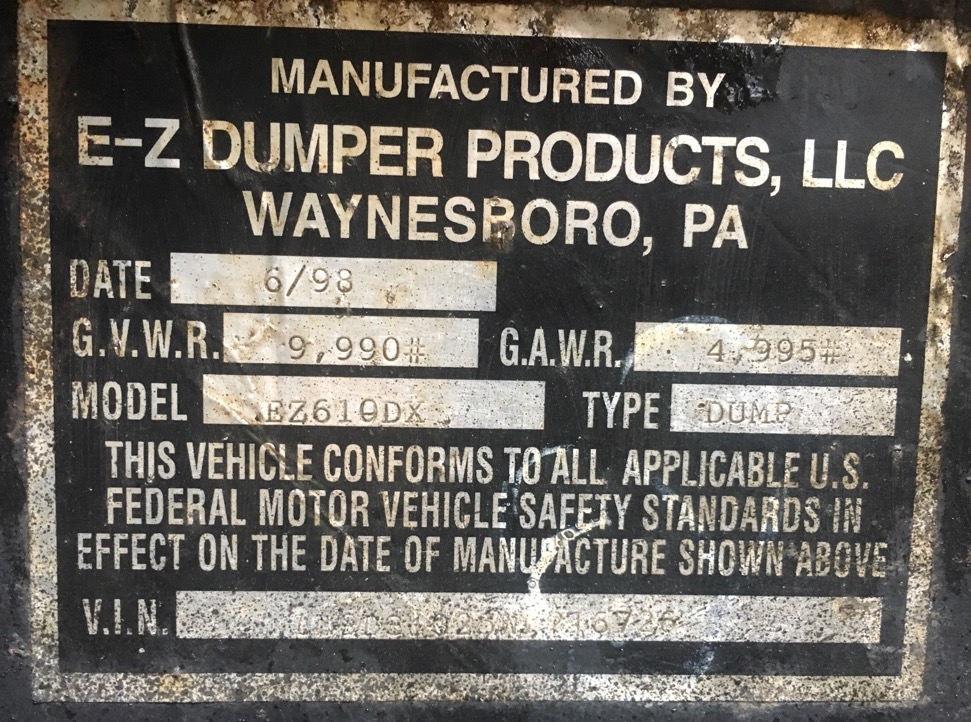 MANUFACTURED BY
E-Z DUMPER PRODUCTS, LLC
WAYNESBORO, PA
DATE 6/98
G.V.W.R. 9,990# G.A.W.R. 4,995#
MODEL EZ610DX TYPE DUMP
THIS VEHICLE CONFORMS TO ALL APPLICABLE U.S.
FEDERAL MOTOR VEHICLE SAFETY STANDARDS IN
EFFECT ON THE DATE OF MANUFACTURE SHOWN ABOVE
V.I.N.